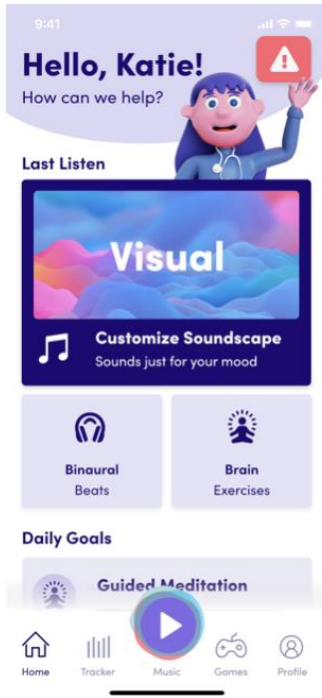 9:41
Hello, Katie!
How can we help?
Last Listen
Visual
Customize Soundscape
Sounds just for your mood
Binaural
Beats
Brain
Exercises
Daily Goals
Guided Meditation
Home
Tracker
Music
Games
Profile